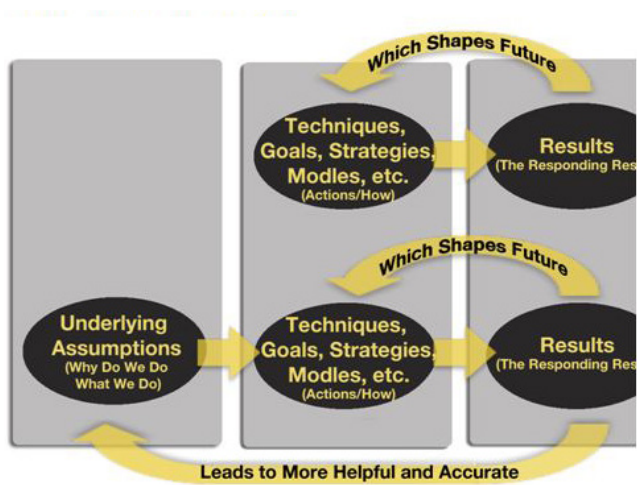 Which Shapes Future
Techniques,
Goals, Strategies,
Modles, etc.
(Actions/How)
Results
(The Responding Res
Which Shapes Future
Underlying
Assumptions
(Why Do We Do
What We Do)
Techniques,
Goals, Strategies,
Modles, etc.
(Actions/How)
Results
(The Responding Res
Leads to More Helpful and Accurate